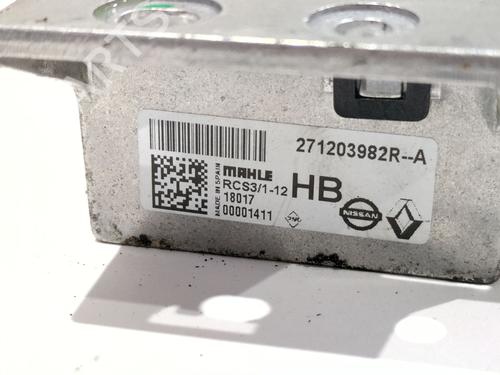 271203982R--A
MADE IN SPAIN
MAHLE
RCS3/1-12
18017
00001411
HB
NISSAN